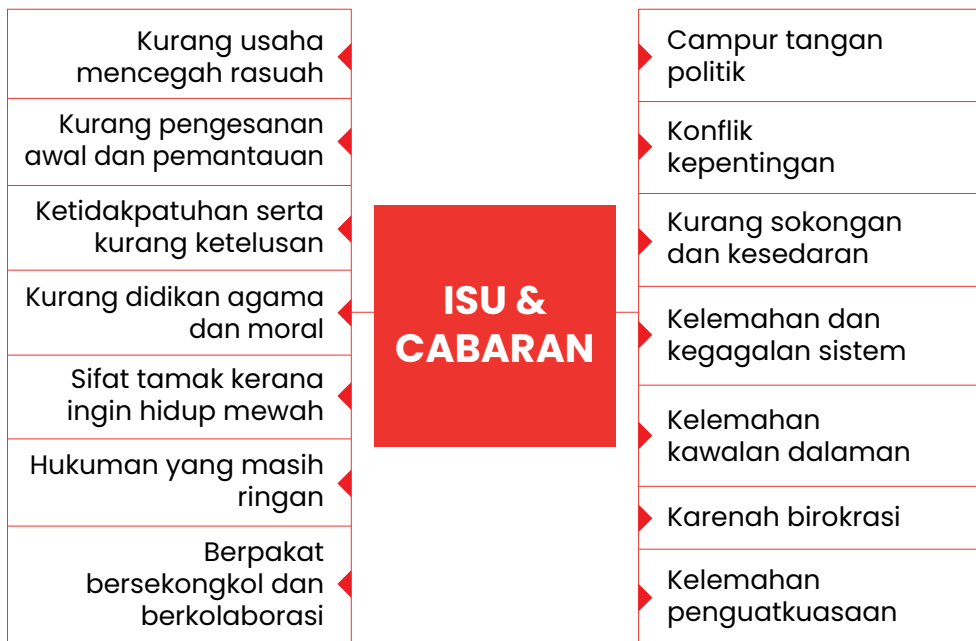 Kurang usaha
mencegah rasuah
Kurang pengesanan
awal dan pemantauan
Ketidakpatuhan serta
kurang ketelusan
Kurang didikan agama
dan moral
Sifat tamak kerana
ingin hidup mewah
Hukuman yang masih
ringan
Berpakat
bersekongkol dan
berkolaborasi
ISU &
CABARAN
Campur tangan
politik
Konflik
kepentingan
Kurang sokongan
dan kesedaran
Kelemahan dan
kegagalan sistem
Kelemahan
kawalan dalaman
Karenah birokrasi
Kelemahan
penguatkuasaan